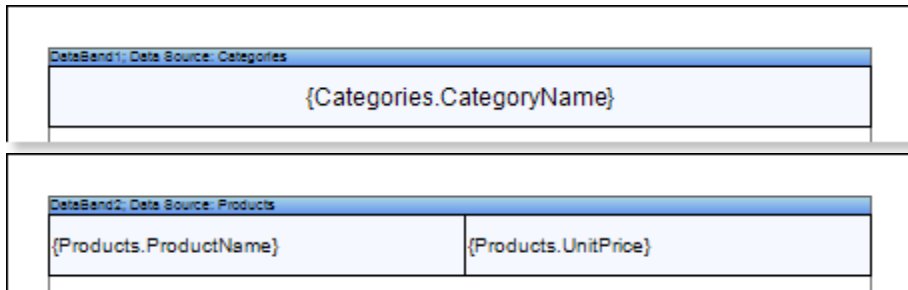 DataBand1; Data Source: Categories
{Categories.CategoryName}
DataBand2; Data Source: Products
{Products.ProductName} {Products.UnitPrice}